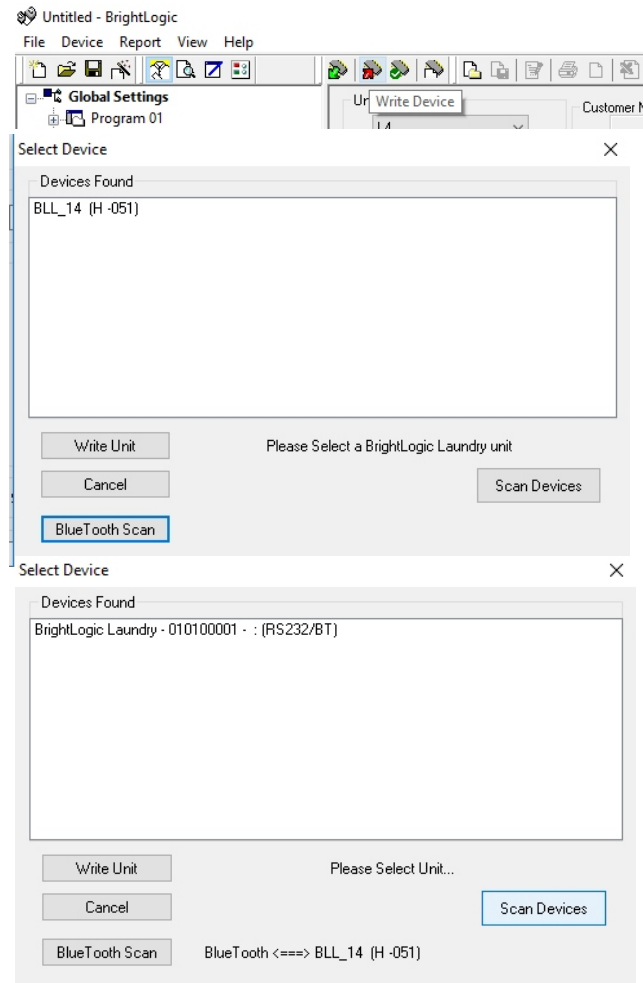 Untitled - BrightLogic
File Device Report View Help
Global Settings
Write Device
Customer
Program 01
Select Device
Devices Found
BLL_14 (H -051)
Write Unit
Please Select a BrightLogic Laundry unit
Cancel
Scan Devices
BlueTooth Scan
Select Device
Devices Found
BrightLogic Laundry - 010100001 - : (RS232/BT)
Write Unit
Please Select Unit...
Cancel
Scan Devices
BlueTooth Scan
BlueTooth <===> BLL_14 (H -051)